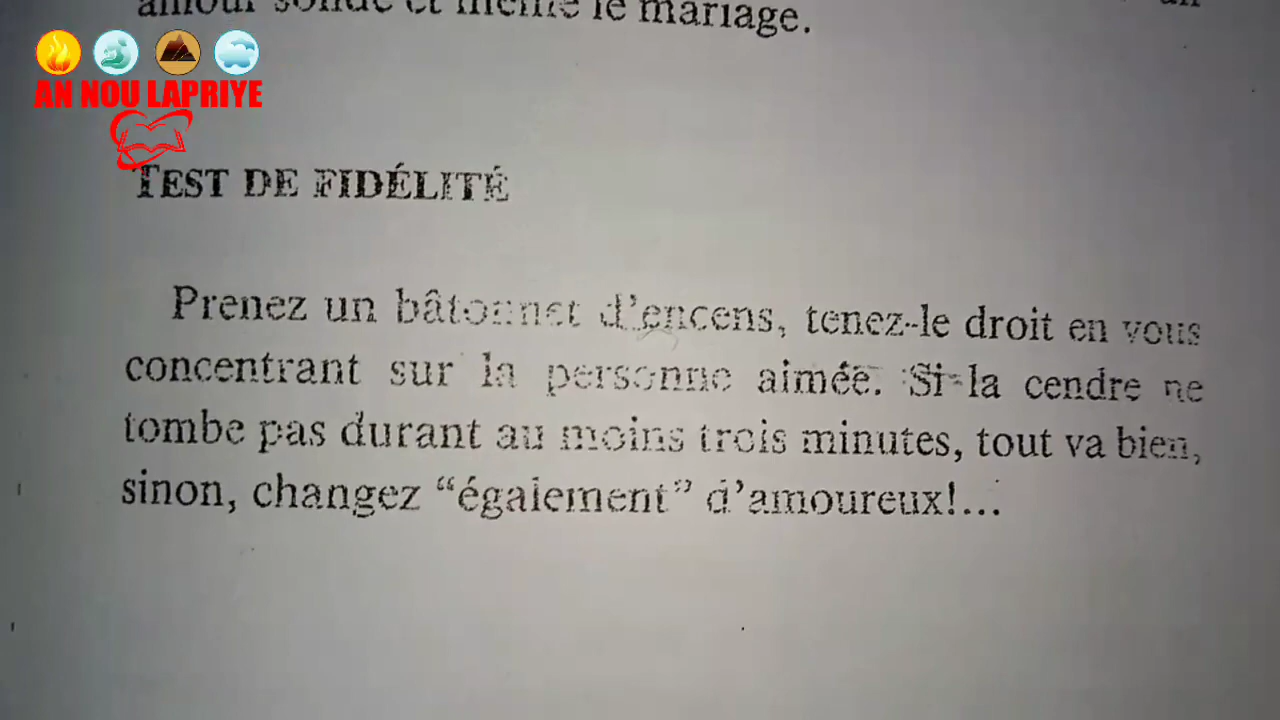 amour solide et même le mariage.
AN NOU LAPRIYE
TEST DE FIDÉLITÉ
Prenez un bâtonnet d'encens, tenez-le droit en vous
concentrant sur la personne aimée. Si la cendre ne
tombe pas durant au moins trois minutes, tout va bien,
sinon, changez “également” d'amoureux!...